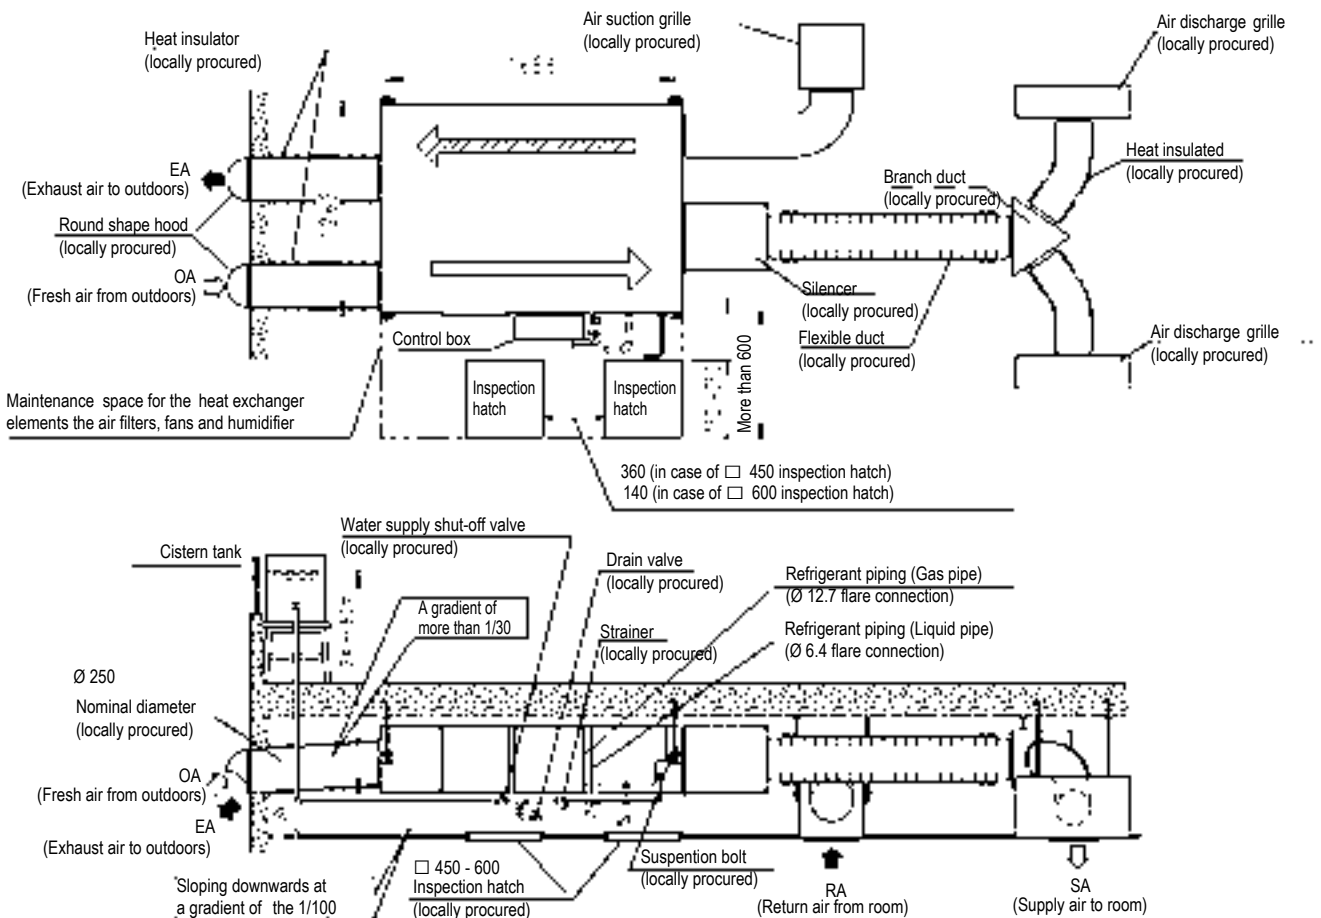 Heat insulator
(locally procured)
Air suction grille
(locally procured)
Air discharge grille
(locally procured)
EA
(Exhaust air to outdoors)
Round shape hood
(locally procured)
OA
(Fresh air from outdoors)
Branch duct
(locally procured)
Heat insulated
(locally procured)
Silencer
(locally procured)
Flexible duct
(locally procured)
Air discharge grille
(locally procured)
Control box
More than 600
Inspection
hatch
Inspection
hatch
Maintenance space for the heat exchanger
elements the air filters, fans and humidifier
360 (in case of □ 450 inspection hatch)
140 (in case of □ 600 inspection hatch)
Water supply shut-off valve
(locally procured)
Cistern tank
Drain valve
(locally procured)
Refrigerant piping (Gas pipe)
(Ø 12.7 flare connection)
A gradient of
more than 1/30
Strainer
(locally procured)
Refrigerant piping (Liquid pipe)
(Ø 6.4 flare connection)
Ø 250
Nominal diameter
(locally procured)
OA
(Fresh air from outdoors)
EA
(Exhaust air to outdoors)
Sloping downwards at
a gradient of the 1/100
□ 450 - 600
Inspection hatch
(locally procured)
Suspention bolt
(locally procured)
RA
(Return air from room)
SA
(Supply air to room)